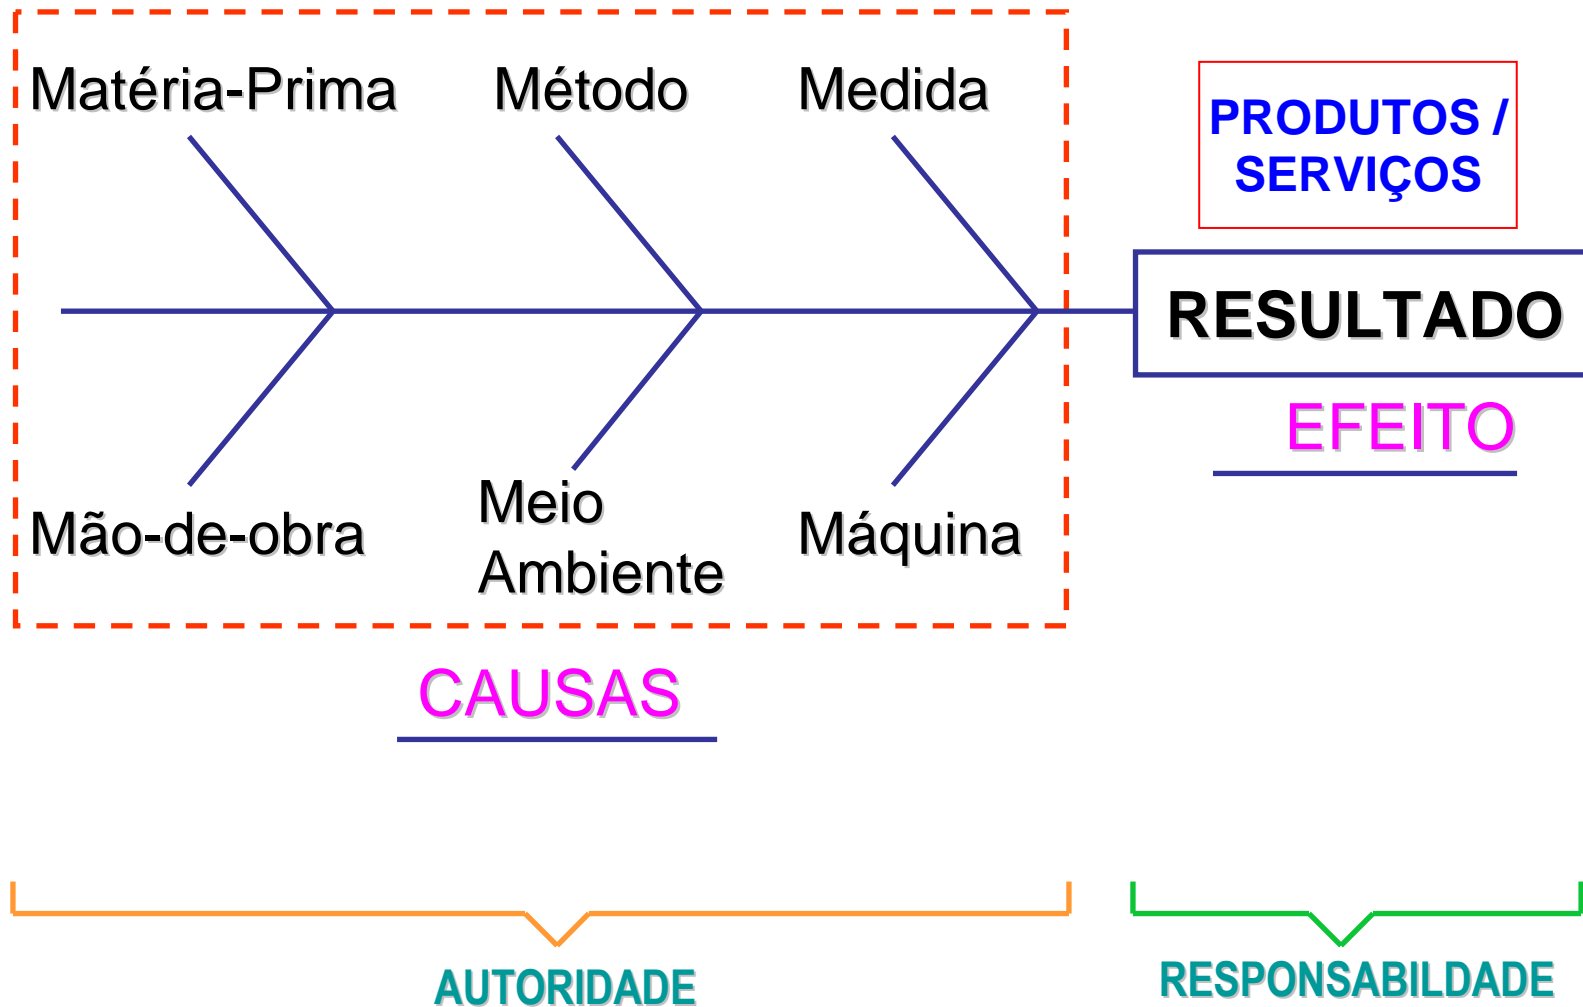 Matéria-Prima
Método
Medida
PRODUTOS /
SERVIÇOS
RESULTADO
EFEITO
Mão-de-obra
Meio
Ambiente
Máquina
CAUSAS
AUTORIDADE
RESPONSABILDADE